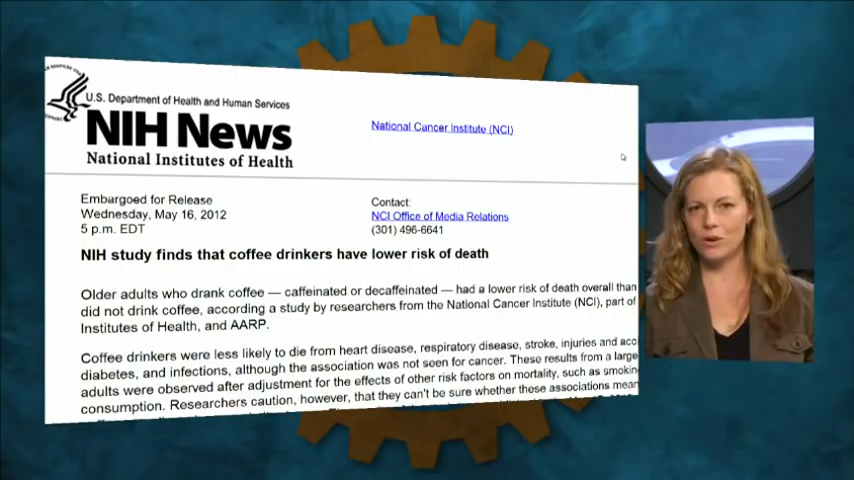 U.S. Department of Health and Human Services
NIH News
National Institutes of Health
National Cancer Institute (NCI)
Embargoed for Release
Wednesday, May 16, 2012
5 p.m. EDT
Contact:
NCI Office of Media Relations
(301) 496-6641
NIH study finds that coffee drinkers have lower risk of death
Older adults who drank coffee — caffeinated or decaffeinated — had a lower risk of death overall than
did not drink coffee, according a study by researchers from the National Cancer Institute (NCI), part of
Institutes of Health, and AARP.
Coffee drinkers were less likely to die from heart disease, respiratory disease, stroke, injuries and acc
diabetes, and infections, although the association was not seen for cancer. These results from a large
adults were observed after adjustment for the effects of other risk factors on mortality, such as smokin
consumption. Researchers caution, however, that they can't be sure whether these associations mean